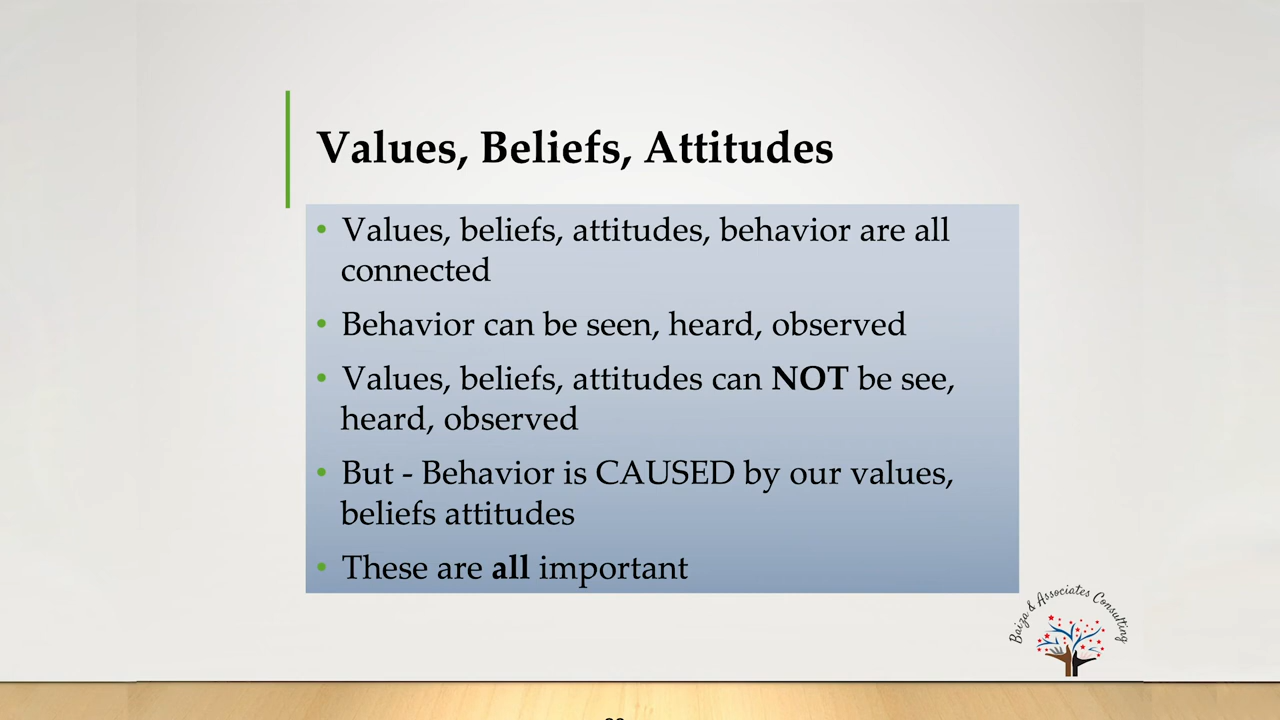 Values, Beliefs, Attitudes
• Values, beliefs, attitudes, behavior are all
connected
• Behavior can be seen, heard, observed
• Values, beliefs, attitudes can NOT be see,
heard, observed
• But - Behavior is CAUSED by our values,
beliefs attitudes
• These are all important
Baiza & Associates Consulting